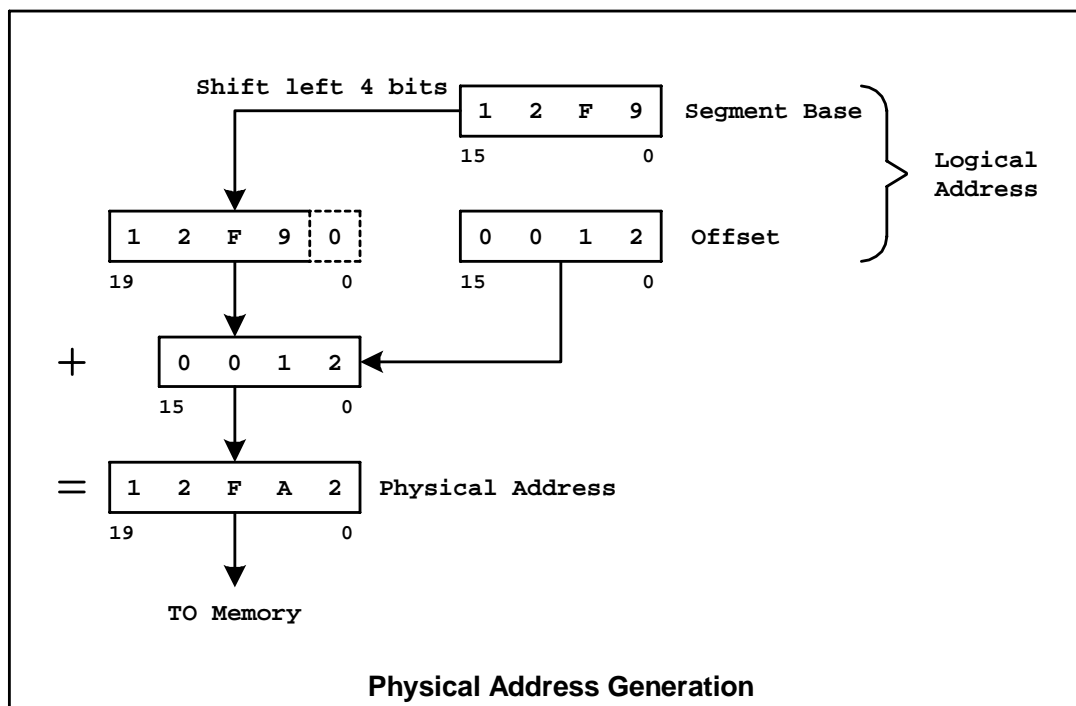 Shift left 4 bits
1 2 F 9 Segment Base
15 0
Logical
Address
1 2 F 9 0
0 0 1 2 Offset
19 0
15 0
+ 0 0 1 2
15 0
= 1 2 F A 2 Physical Address
19 0
TO Memory
Physical Address Generation